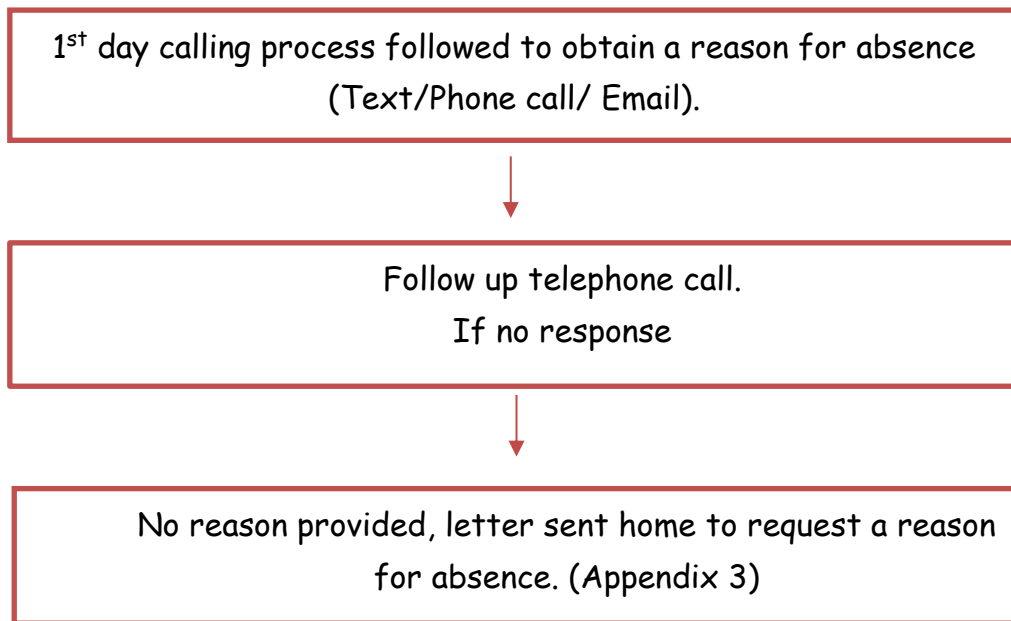 1st day calling process followed to obtain a reason for absence
(Text/Phone call/ Email).
Follow up telephone call.
If no response
No reason provided, letter sent home to request a reason
for absence. (Appendix 3)